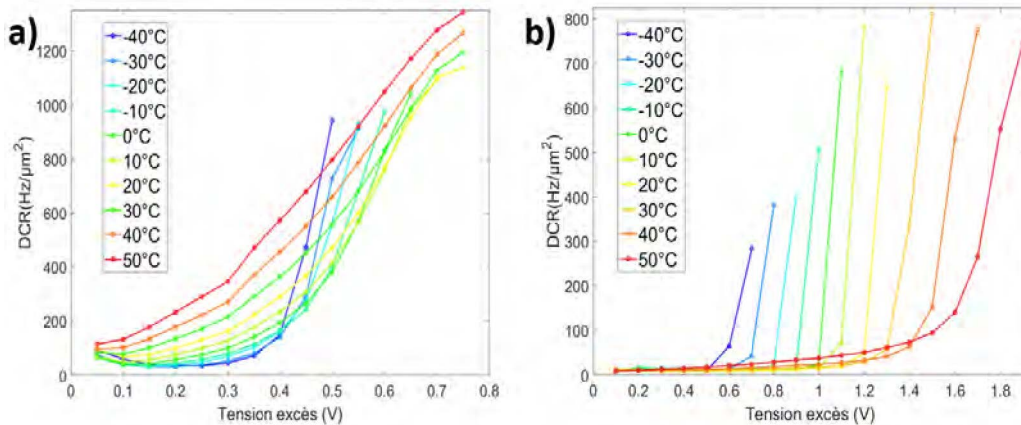 a)
DCR(Hz/μm²)
1200
1000
800
600
400
200
0
-40°C
-30°C
-20°C
-10°C
0°C
10°C
20°C
30°C
40°C
50°C
0 0.1 0.2 0.3 0.4 0.5 0.6 0.7 0.8
Tension excès (V)
b)
DCR(Hz/μm²)
800
700
600
500
400
300
200
100
0
-40°C
-30°C
-20°C
-10°C
0°C
10°C
20°C
30°C
40°C
50°C
0 0.2 0.4 0.6 0.8 1 1.2 1.4 1.6 1.8
Tension excès (V)